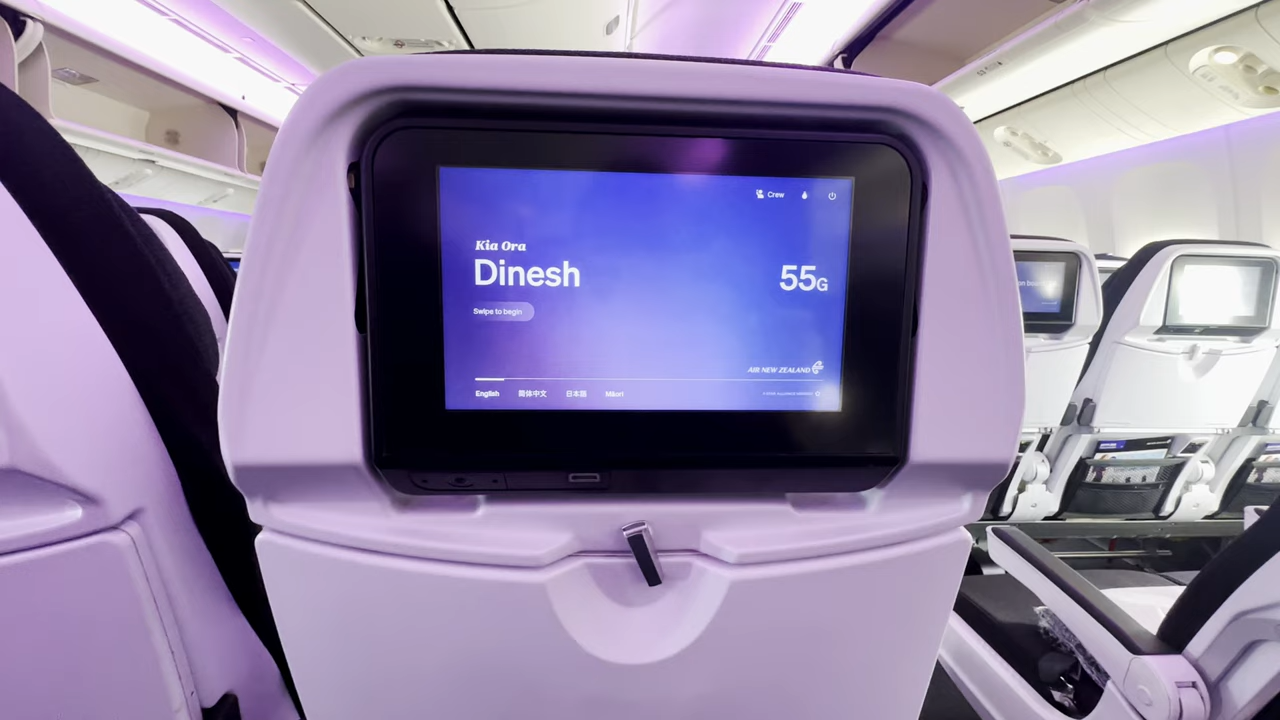 Crew
Kia Ora
Dinesh
55G
Swipe to begin
AIR NEW ZEALAND
English 简体中文 日本語 Māori